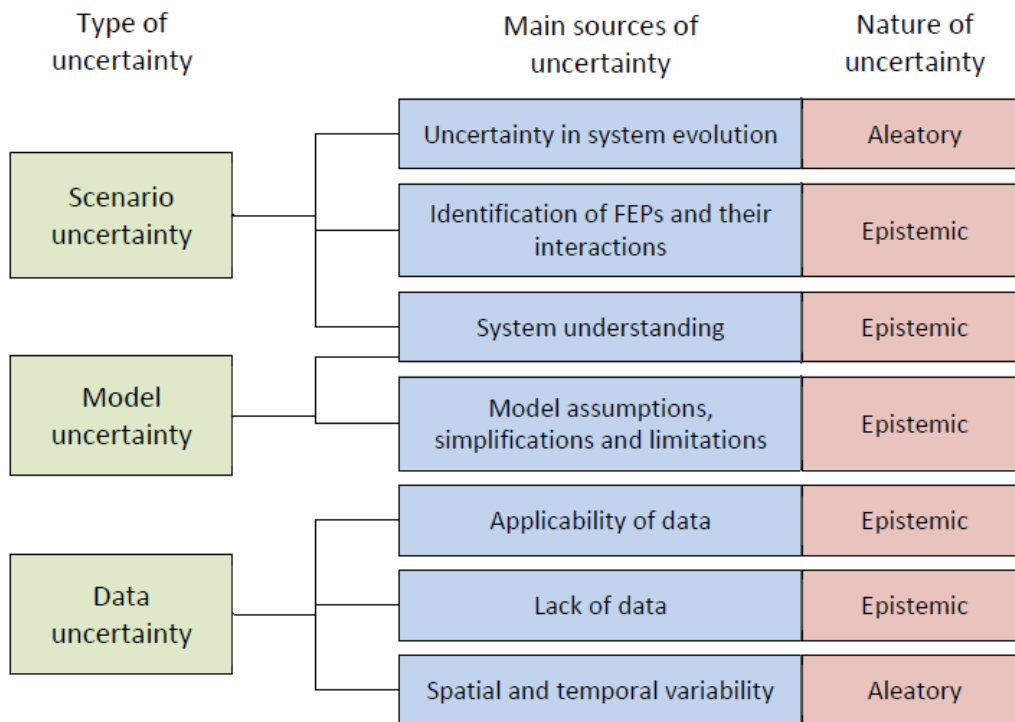 Type of
uncertainty
Main sources of
uncertainty
Nature of
uncertainty
Scenario
uncertainty
Uncertainty in system evolution
Aleatory
Identification of FEPs and their
interactions
Epistemic
System understanding
Epistemic
Model
uncertainty
Model assumptions,
simplifications and limitations
Epistemic
Data
uncertainty
Applicability of data
Epistemic
Lack of data
Epistemic
Spatial and temporal variability
Aleatory